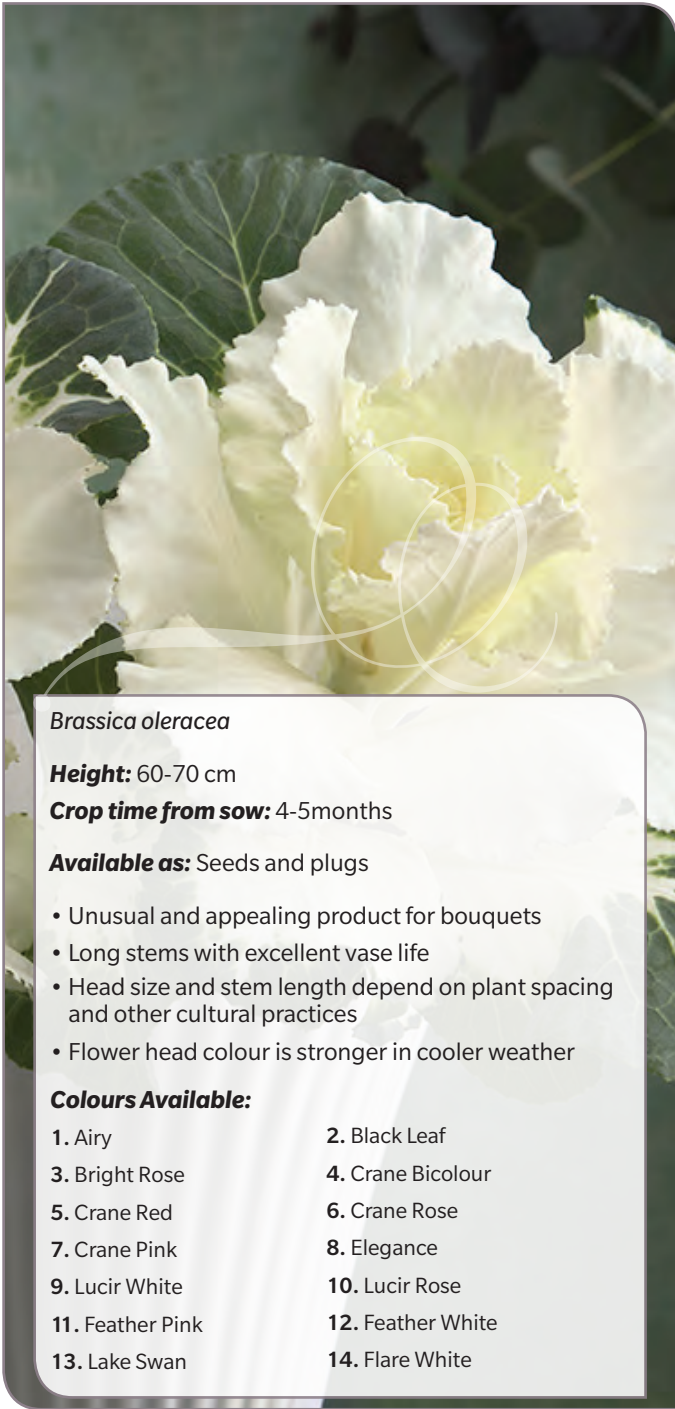 Brassica oleracea
Height: 60-70 cm
Crop time from sow: 4-5months
Available as: Seeds and plugs
• Unusual and appealing product for bouquets
• Long stems with excellent vase life
• Head size and stem length depend on plant spacing
and other cultural practices
• Flower head colour is stronger in cooler weather
Colours Available:
1. Airy
2. Black Leaf
3. Bright Rose
4. Crane Bicolour
5. Crane Red
6. Crane Rose
7. Crane Pink
8. Elegance
9. Lucir White
10. Lucir Rose
11. Feather Pink
12. Feather White
13. Lake Swan
14. Flare White